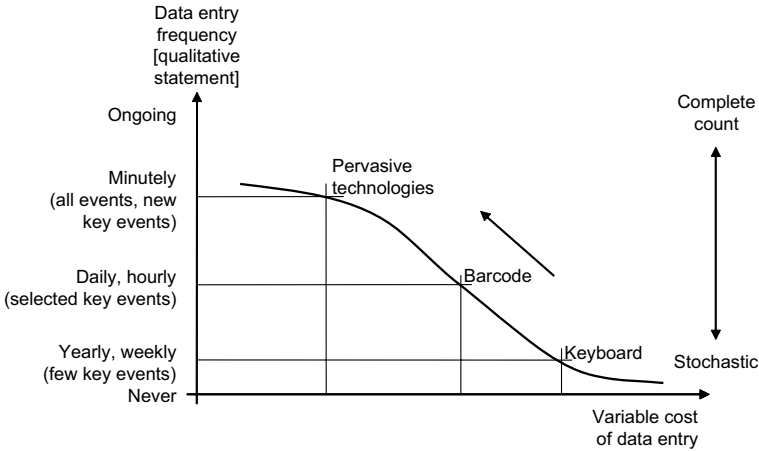 Data entry
frequency
[qualitative
statement]
Ongoing
Complete
count
Minutely
(all events, new
key events)
Pervasive
technologies
Daily, hourly
(selected key events)
Barcode
Yearly, weekly
(few key events)
Keyboard
Stochastic
Never
Variable cost
of data entry